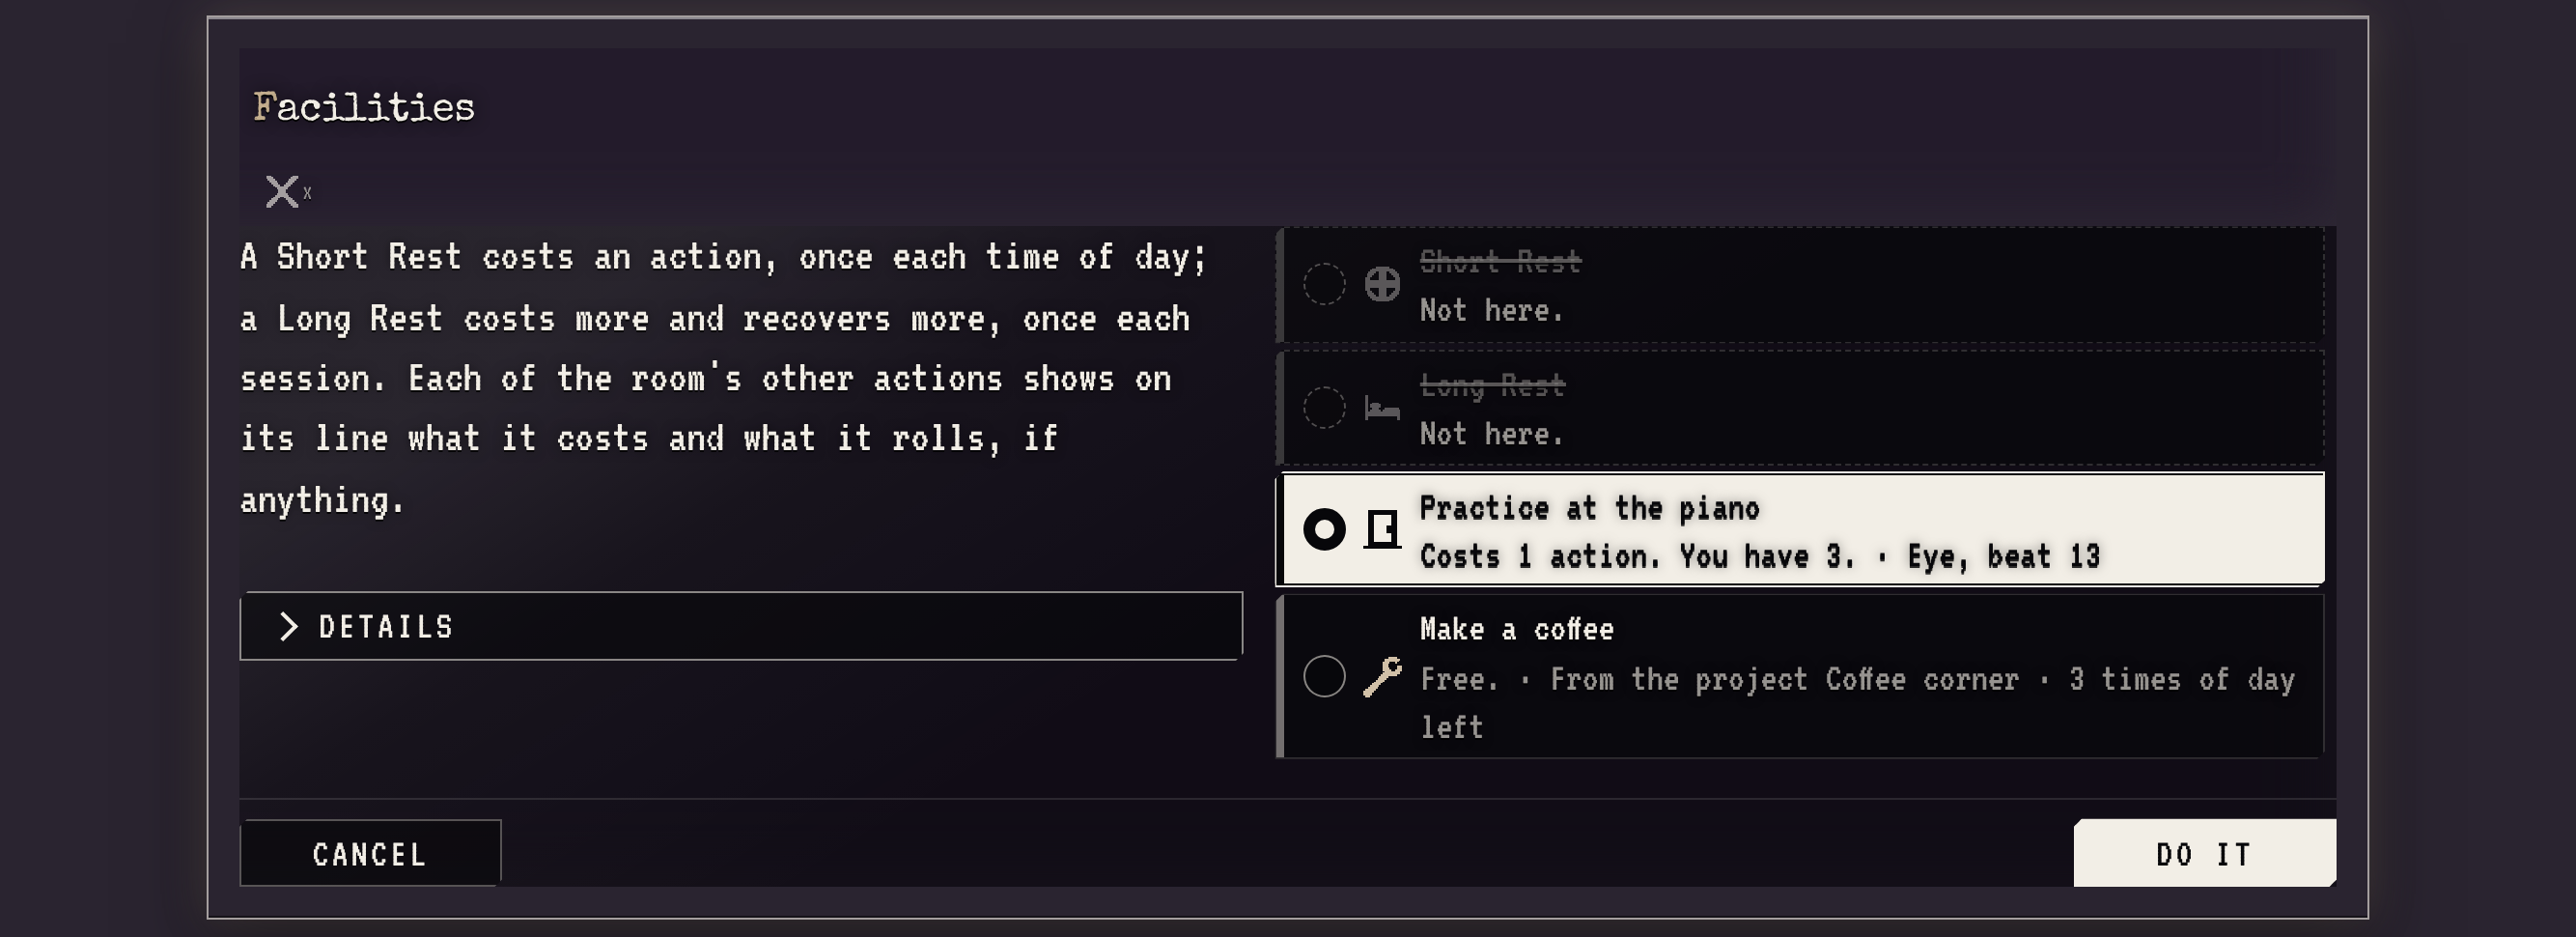 Facilities
x
A Short Rest costs an action, once each time of day;
a Long Rest costs more and recovers more, once each
session. Each of the room's other actions shows on
its line what it costs and what it rolls, if
anything.
DETAILS
Short Rest
Not here.
Long Rest
Not here.
Practice at the piano
Costs 1 action. You have 3. · Eye, beat 13
Make a coffee
Free. · From the project Coffee corner · 3 times of day
left
CANCEL
DO IT